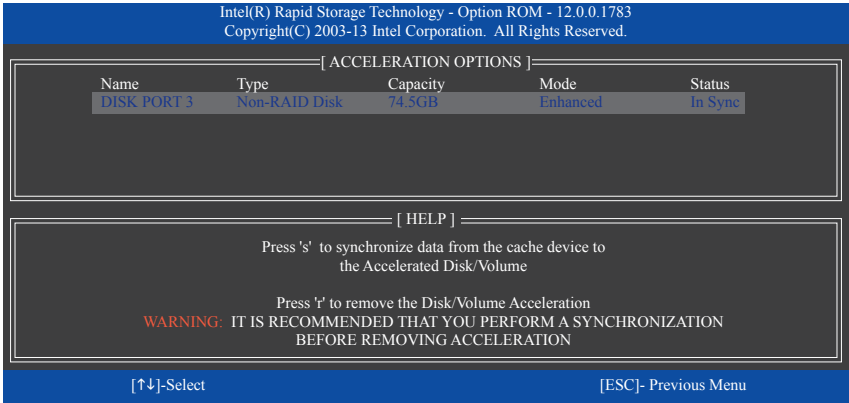 Intel(R) Rapid Storage Technology - Option ROM - 12.0.0.1783
Copyright(C) 2003-13 Intel Corporation.  All Rights Reserved.
[ ACCELERATION OPTIONS ]
Name Type Capacity Mode Status
DISK PORT 3 Non-RAID Disk 74.5GB Enhanced In Sync
[ HELP ]
Press 's'  to synchronize data from the cache device to
the Accelerated Disk/Volume
Press 'r' to remove the Disk/Volume Acceleration
WARNING:  IT IS RECOMMENDED THAT YOU PERFORM A SYNCHRONIZATION
BEFORE REMOVING ACCELERATION
[↑↓]-Select [ESC]- Previous Menu